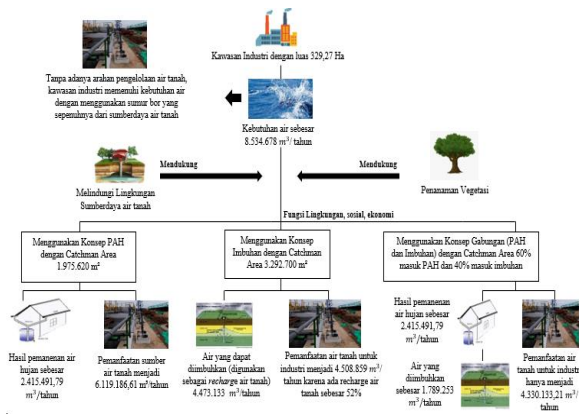 Kawasan Industri dengan luas 329,27 Ha
Tanpa adanya arahan pengelolaan air tanah,
kawasan industri memenuhi kebutuhan air
dengan menggunakan sumur bor yang
sepenuhnya dari sumberdaya air tanah
Kebutuhan air sebesar
8.534.678 m³/tahun
Mendukung
Mendukung
Melindungi Lingkungan
Sumberdaya air tanah
Penanaman Vegetasi
Fungsi Lingkungan, sosial, ekonomi
Menggunakan Konsep PAH
dengan Catchman Area
1.975.620 m²
Menggunakan Konsep
Imbuhan dengan Catchman
Area 3.292.700 m²
Menggunakan Konsep Gabungan (PAH
dan Imbuhan) dengan Catchman Area 60%
masuk PAH dan 40% masuk imbuhan
Hasil pemanenan air
hujan sebesar
2.415.491,79
m³/tahun
Pemanfaatan sumber
air tanah menjadi
6.119.186,61 m³/tahun
Air yang dapat
diimbuhkan (digunakan
sebagai recharge air tanah)
4.473.133 m³/tahun
Pemanfaatan air tanah untuk
industri menjadi 4.508.859 m³/
tahun karena ada recharge air
tanah sebesar 52%
Hasil
pemanenan air
hujan sebesar
2.415.491,79
m³/tahun
Air yang
diimbuhkan
sebesar 1.789.253
m³/tahun
Pemanfaatan air
tanah untuk industri
hanya menjadi
4.330.133,21 m³/tahun